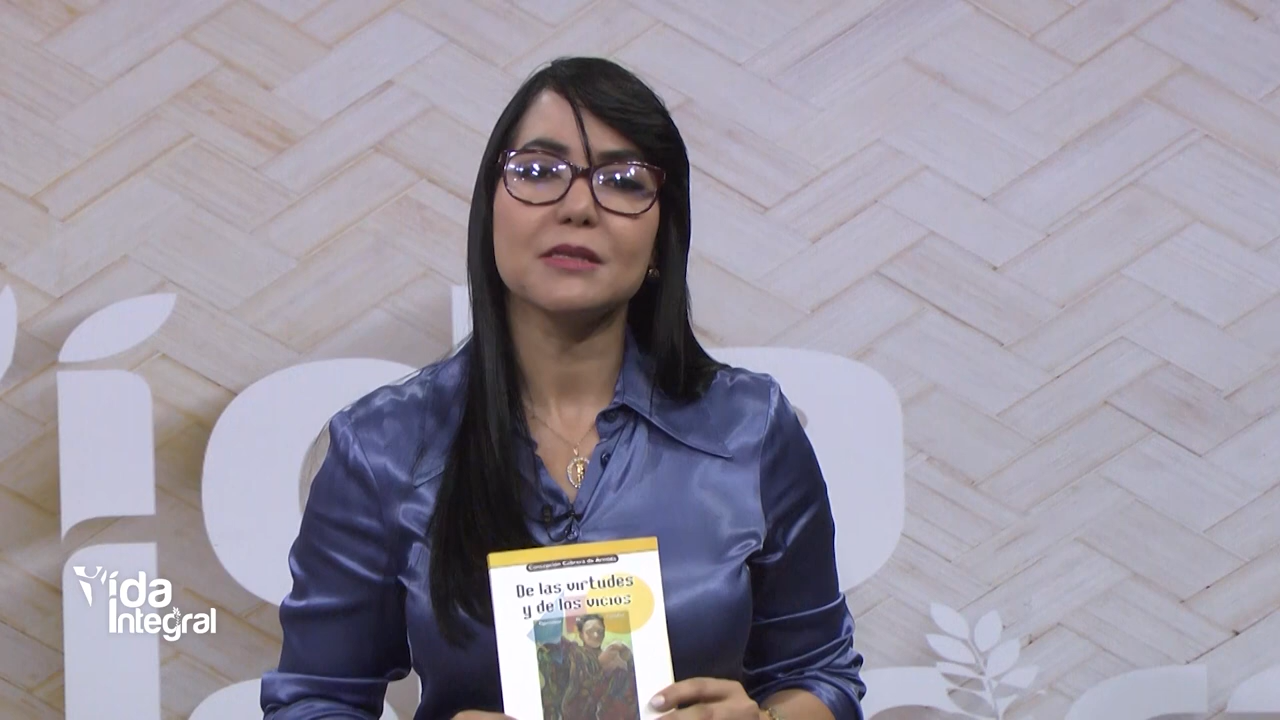 Concepción Cabrera de Armida
De las virtudes
y de los vicios
Vida
Integral